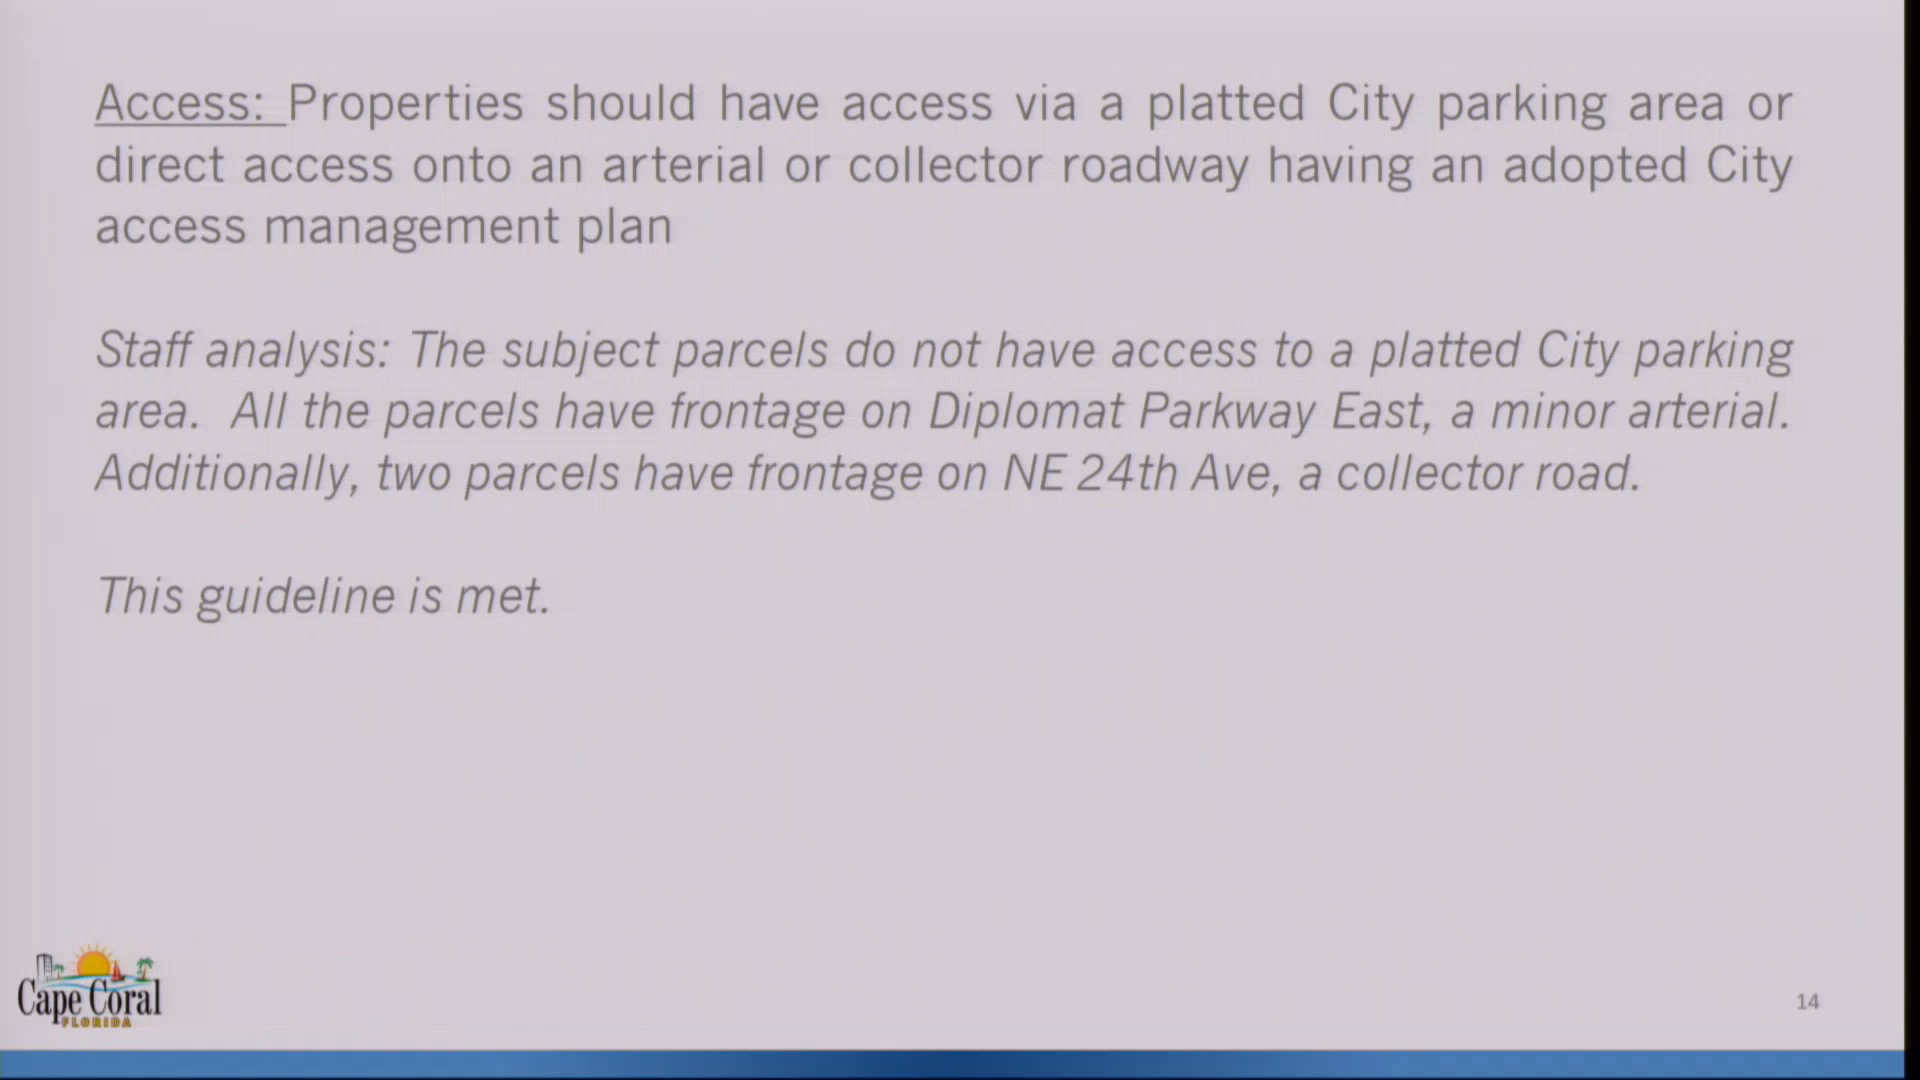 Access: Properties should have access via a platted City parking area or
direct access onto an arterial or collector roadway having an adopted City
access management plan
Staff analysis: The subject parcels do not have access to a platted City parking
area.  All the parcels have frontage on Diplomat Parkway East, a minor arterial.
Additionally, two parcels have frontage on NE 24th Ave, a collector road.
This guideline is met.
Cape Coral
FLORIDA
14